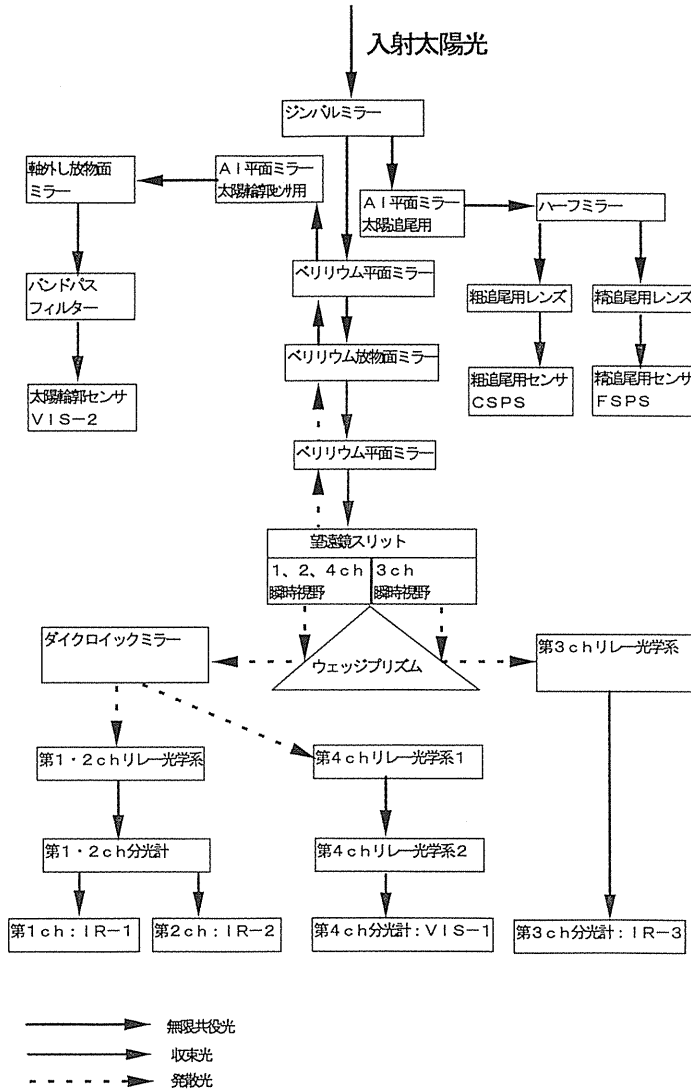 入射太陽光
ジンバルミラー
軸外し放物面
ミラー
AI平面ミラー
太陽輪郭センサ用
AI平面ミラー
太陽追尾用
ハーフミラー
バンドパス
フィルター
ベリリウム平面ミラー
粗追尾用レンズ
精追尾用レンズ
ベリリウム放物面ミラー
太陽輪郭センサ
VIS-2
粗追尾用センサ
CSPS
精追尾用センサ
FSPS
ベリリウム平面ミラー
望遠鏡スリット
1、2、4ch
瞬時視野
3ch
瞬時視野
ダイクロイックミラー
ウェッジプリズム
第3chリレー光学系
第1・2chリレー光学系
第4chリレー光学系1
第1・2ch分光計
第4chリレー光学系2
第1ch:IR-1
第2ch:IR-2
第4ch分光計:VIS-1
第3ch分光計:IR-3
無限共役光
収束光
発散光